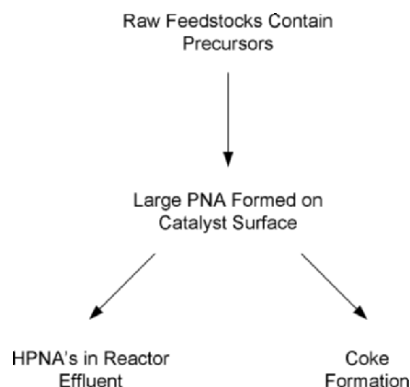 Raw Feedstocks Contain
Precursors
Large PNA Formed on
Catalyst Surface
HPNA's in Reactor
Effluent
Coke
Formation